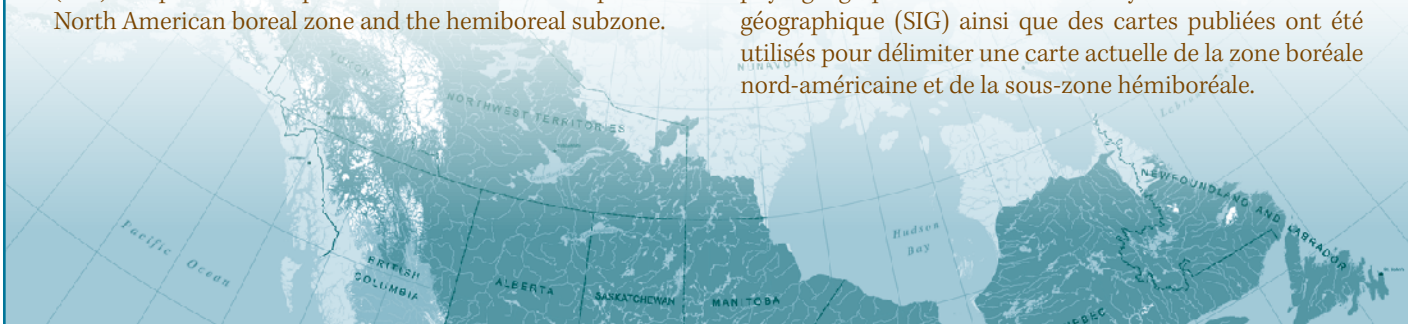 North American boreal zone and the hemiboreal subzone.
géographique (SIG) ainsi que des cartes publiées ont été
utilisés pour délimiter une carte actuelle de la zone boréale
nord-américaine et de la sous-zone hémiboréale.
YUKON
NUNAVUT
NORTHWEST TERRITORIES
Pacific Ocean
BRITISH
COLUMBIA
ALBERTA
SASKATCHEWAN
MANITOBA
Hudson
Bay
NEWFOUNDLAND AND LABRADOR